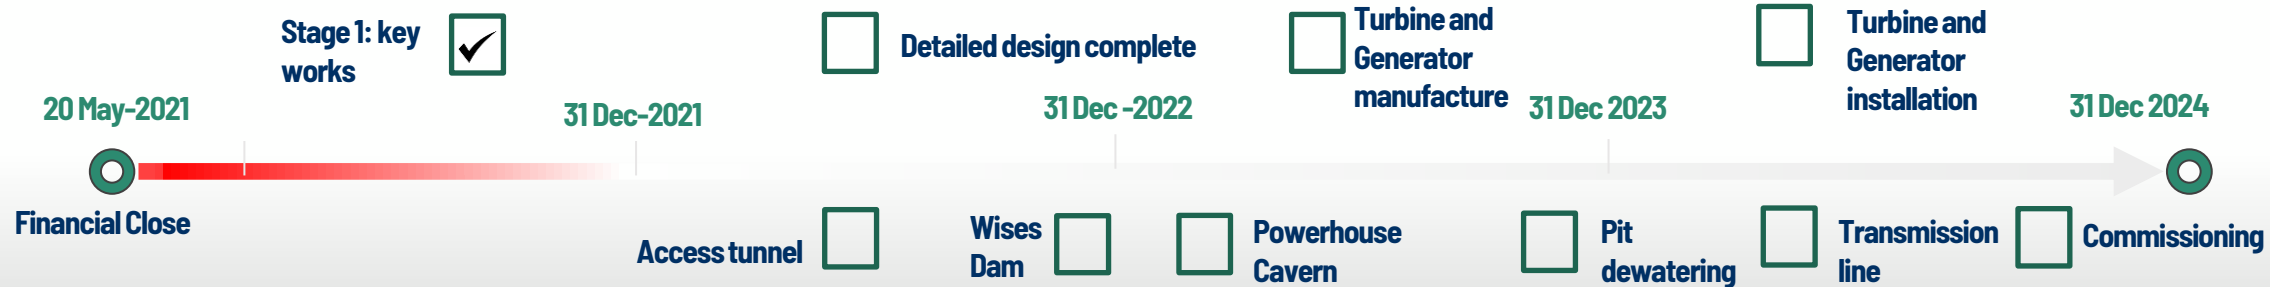 Stage 1: key
works
Detailed design complete
Turbine and
Generator
manufacture
Turbine and
Generator
installation
20 May-2021
31 Dec-2021
31 Dec -2022
31 Dec 2023
31 Dec 2024
Financial Close
Access tunnel
Wises
Dam
Powerhouse
Cavern
Pit
dewatering
Transmission
line
Commissioning